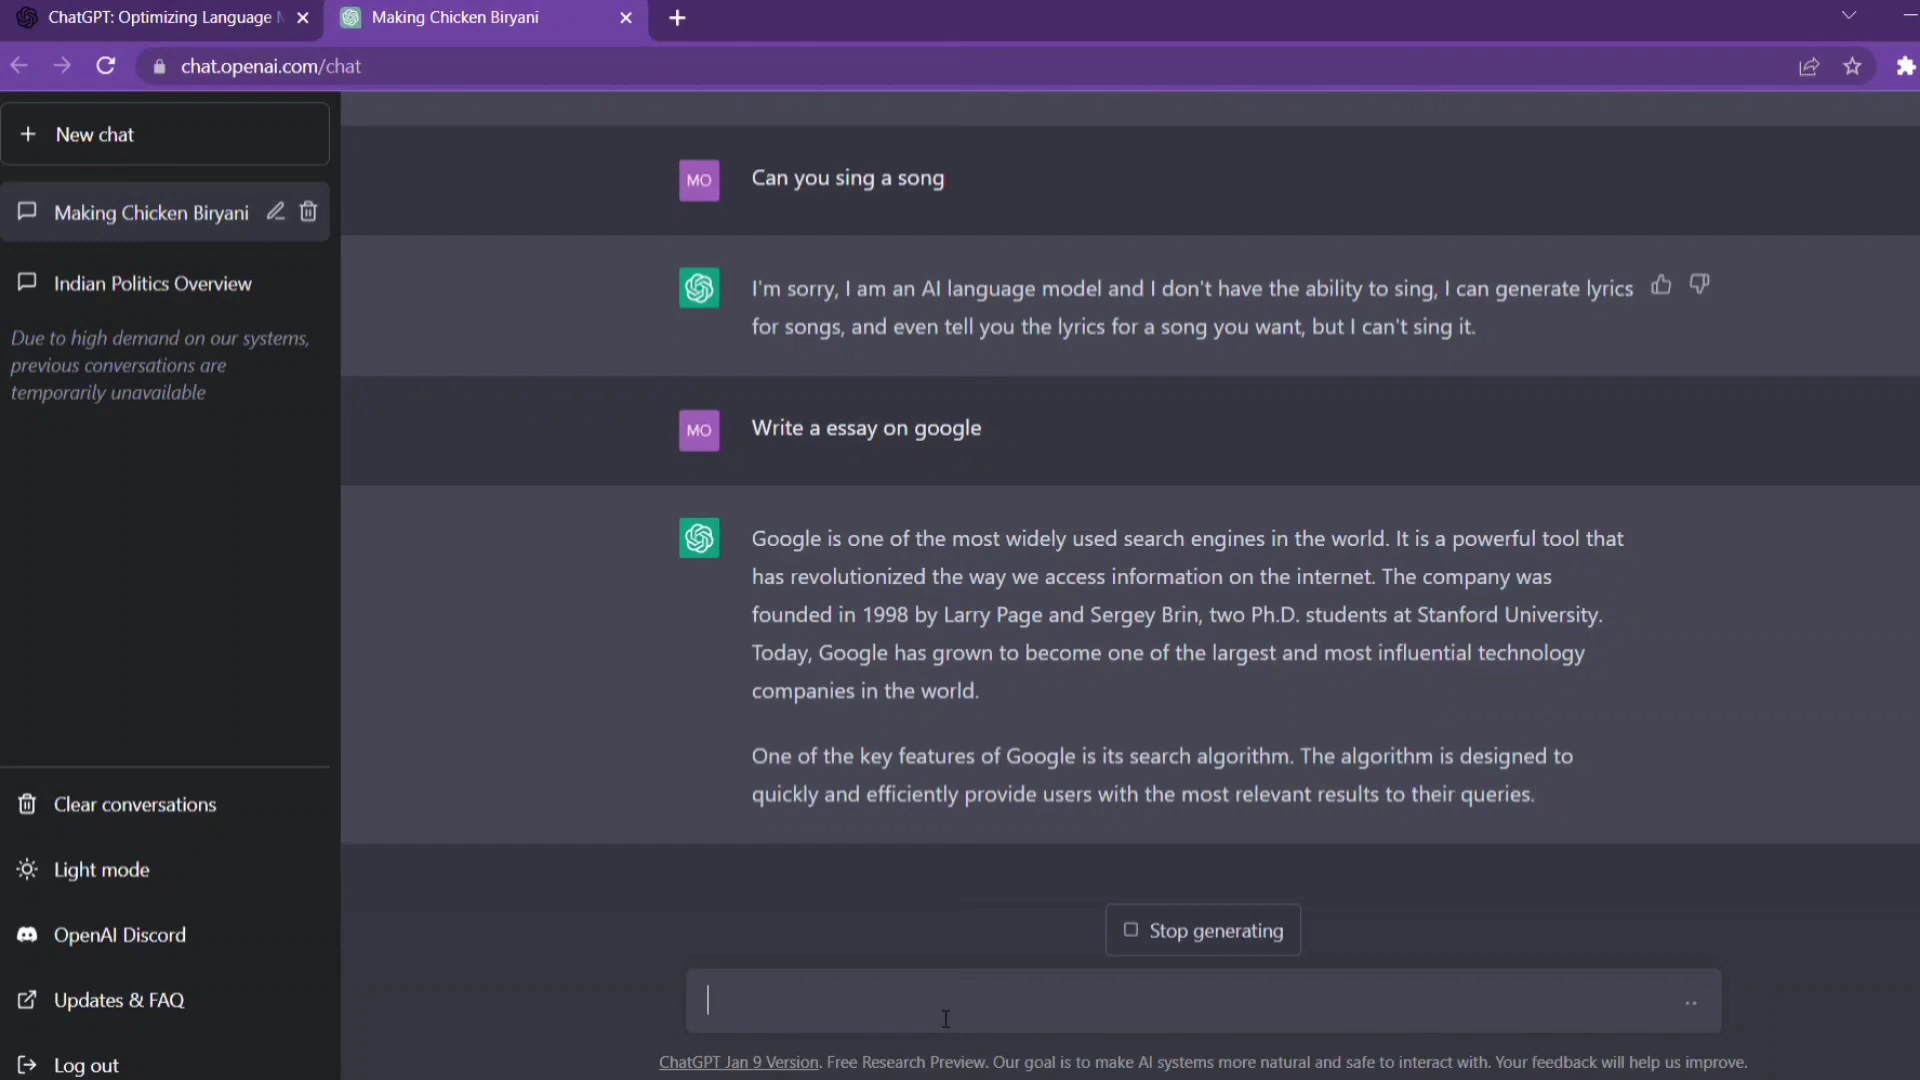 ChatGPT: Optimizing Language
Making Chicken Biryani
chat.openai.com/chat
New chat
Making Chicken Biryani
Indian Politics Overview
Due to high demand on our systems,
previous conversations are
temporarily unavailable
Clear conversations
Light mode
OpenAI Discord
Updates & FAQ
Log out
MO
Can you sing a song
I'm sorry, I am an AI language model and I don't have the ability to sing, I can generate lyrics
for songs, and even tell you the lyrics for a song you want, but I can't sing it.
MO
Write a essay on google
Google is one of the most widely used search engines in the world. It is a powerful tool that
has revolutionized the way we access information on the internet. The company was
founded in 1998 by Larry Page and Sergey Brin, two Ph.D. students at Stanford University.
Today, Google has grown to become one of the largest and most influential technology
companies in the world.
One of the key features of Google is its search algorithm. The algorithm is designed to
quickly and efficiently provide users with the most relevant results to their queries.
Stop generating
ChatGPT Jan 9 Version. Free Research Preview. Our goal is to make AI systems more natural and safe to interact with. Your feedback will help us improve.